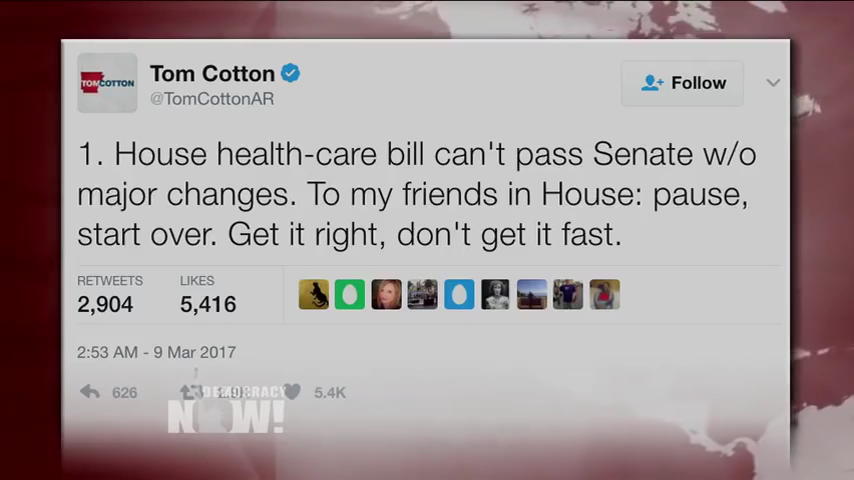 TOMCOTTON
Tom Cotton
@TomCottonAR
Follow
1. House health-care bill can't pass Senate w/o
major changes. To my friends in House: pause,
start over. Get it right, don't get it fast.
RETWEETS LIKES
2,904 5,416
2:53 AM - 9 Mar 2017
626 5.4K
DEMOCRACY
NOW!